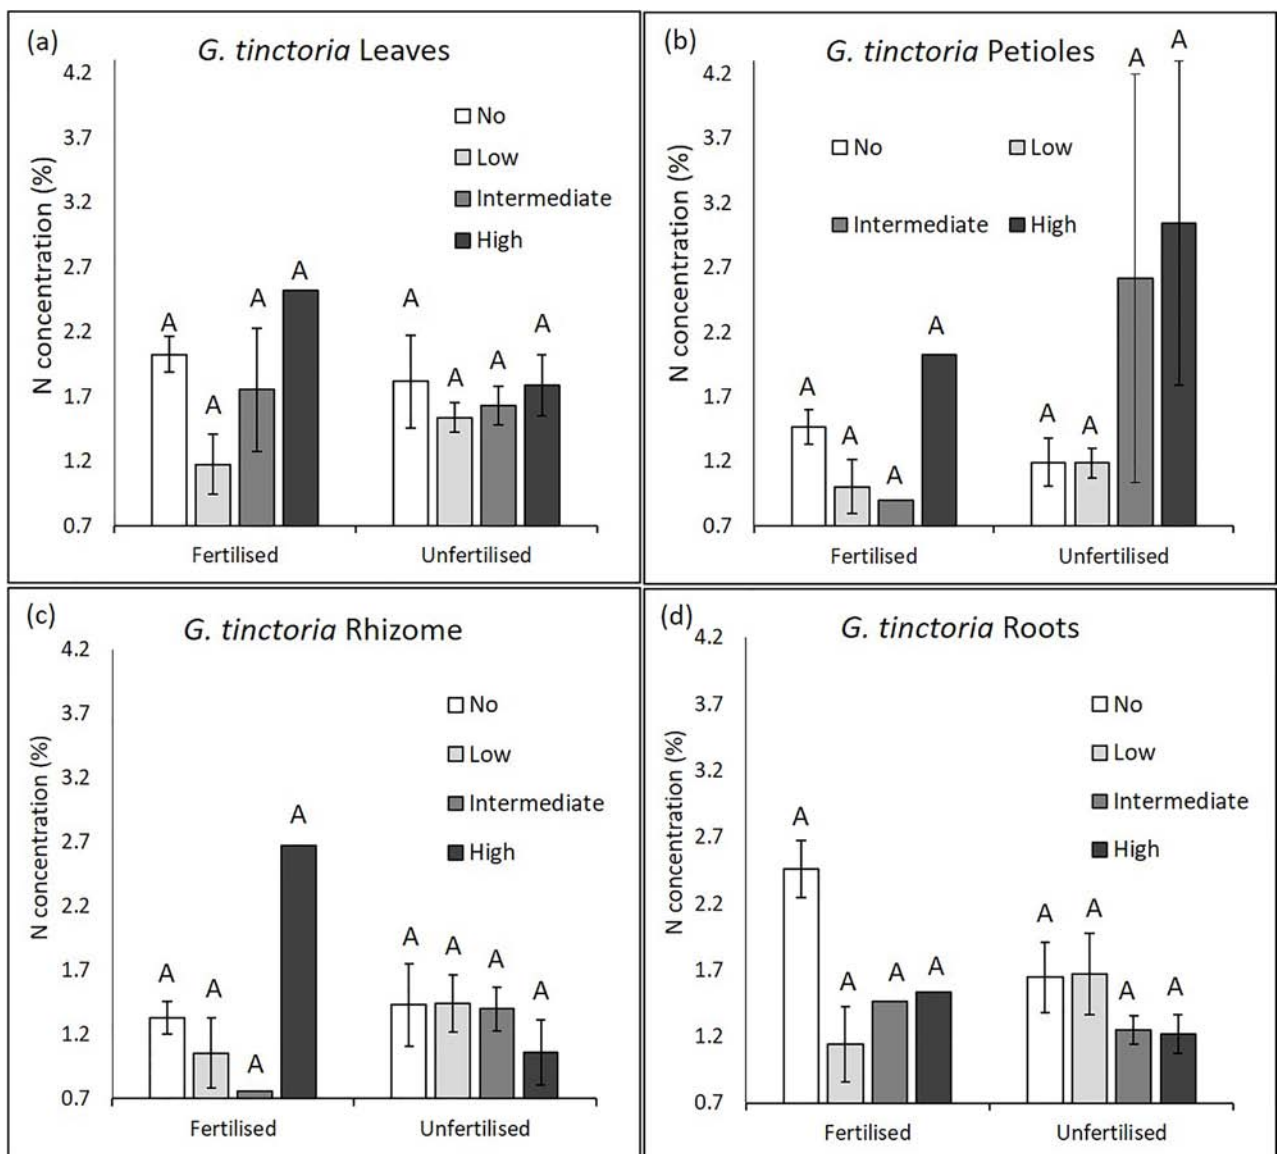 (a)
G. tinctoria Leaves
N concentration (%)
4.2
3.7
3.2
2.7
2.2
1.7
1.2
0.7
No
Low
Intermediate
High
A A A A A A A A
Fertilised Unfertilised
(b)
G. tinctoria Petioles
N concentration (%)
4.2
3.7
3.2
2.7
2.2
1.7
1.2
0.7
No Low
Intermediate High
A A A A A A A A
Fertilised Unfertilised
(c)
G. tinctoria Rhizome
N concentration (%)
4.2
3.7
3.2
2.7
2.2
1.7
1.2
0.7
No
Low
Intermediate
High
A A A A A A A A
Fertilised Unfertilised
(d)
G. tinctoria Roots
N concentration (%)
4.2
3.7
3.2
2.7
2.2
1.7
1.2
0.7
No
Low
Intermediate
High
A A A A A A A A
Fertilised Unfertilised